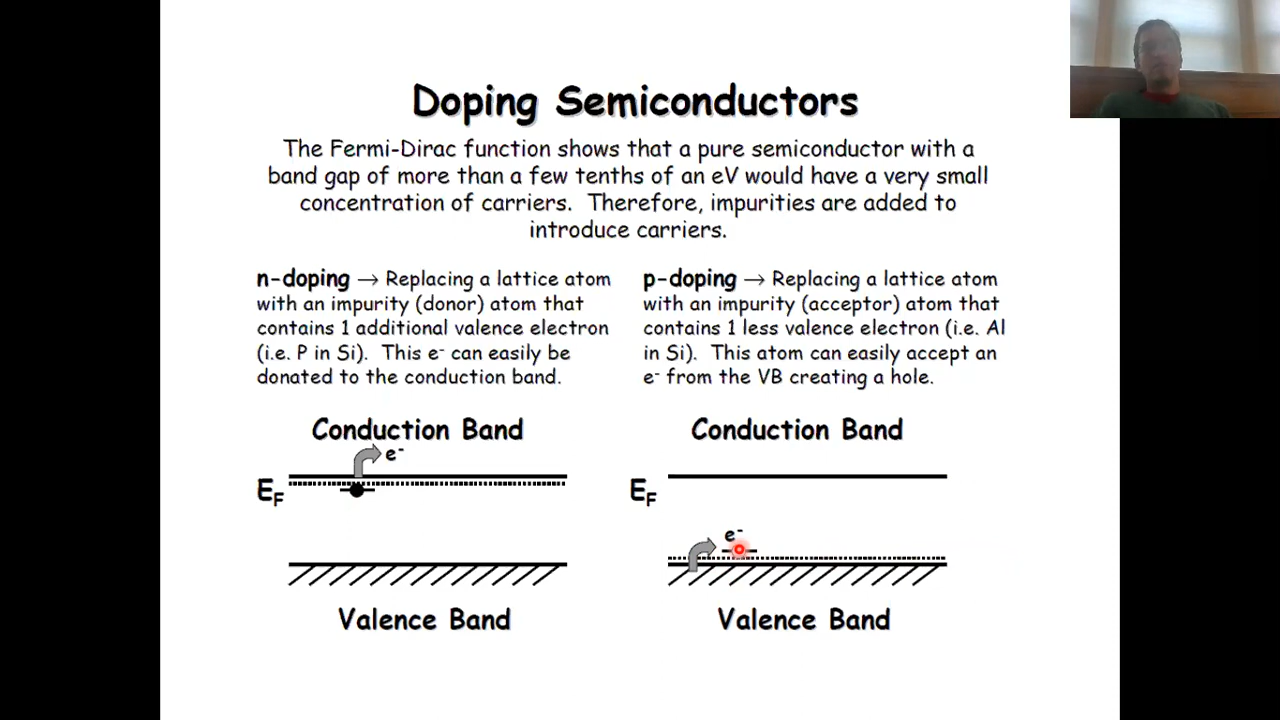 Doping Semiconductors
The Fermi-Dirac function shows that a pure semiconductor with a
band gap of more than a few tenths of an eV would have a very small
concentration of carriers. Therefore, impurities are added to
introduce carriers.
n-doping → Replacing a lattice atom
with an impurity (donor) atom that
contains 1 additional valence electron
(i.e. P in Si). This e⁻ can easily be
donated to the conduction band.
p-doping → Replacing a lattice atom
with an impurity (acceptor) atom that
contains 1 less valence electron (i.e. Al
in Si). This atom can easily accept an
e⁻ from the VB creating a hole.
Conduction Band
e⁻
E_F
Valence Band
Conduction Band
E_F
e⁻
Valence Band